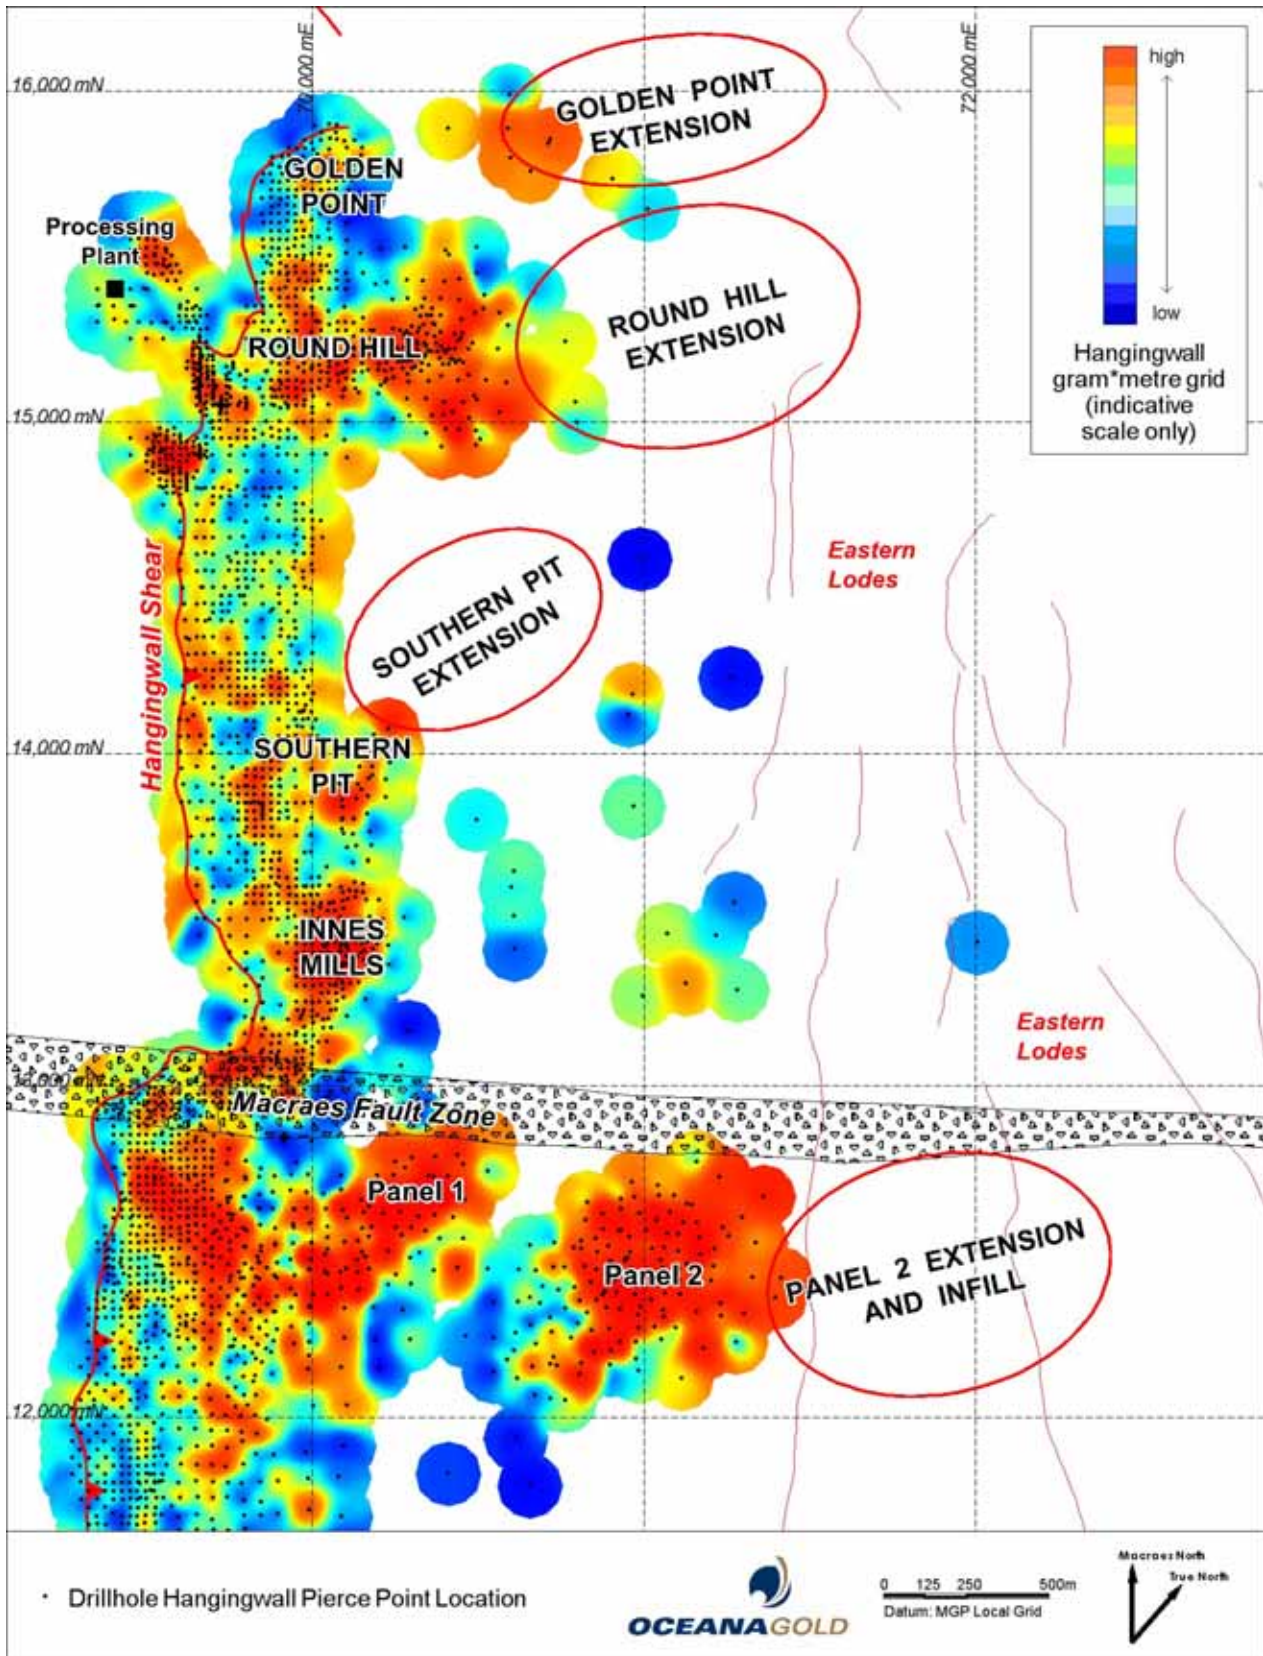 70,000 mE
72,000 mE
16,000 mN
GOLDEN POINT
EXTENSION
high
low
Hangingwall
gram*metre grid
(indicative
scale only)
GOLDEN
POINT
Processing
Plant
ROUND HILL
EXTENSION
ROUND HILL
15,000 mN
Hangingwall Shear
Eastern
Lodes
SOUTHERN PIT
EXTENSION
14,000 mN
SOUTHERN
PIT
INNES
MILLS
Eastern
Lodes
13,000 mN
Macraes Fault Zone
Panel 1
Panel 2
PANEL 2 EXTENSION
AND INFILL
12,000 mN
Drillhole Hangingwall Pierce Point Location
OCEANAGOLD
0 125 250 500m
Datum: MGP Local Grid
Macraes North
True North